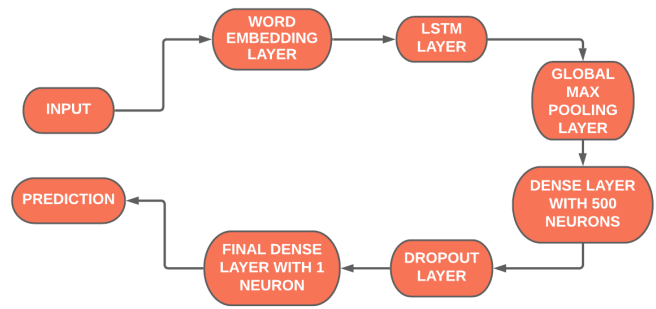 INPUT
WORD
EMBEDDING
LAYER
LSTM
LAYER
GLOBAL
MAX
POOLING
LAYER
DENSE LAYER
WITH 500
NEURONS
DROPOUT
LAYER
FINAL DENSE
LAYER WITH 1
NEURON
PREDICTION